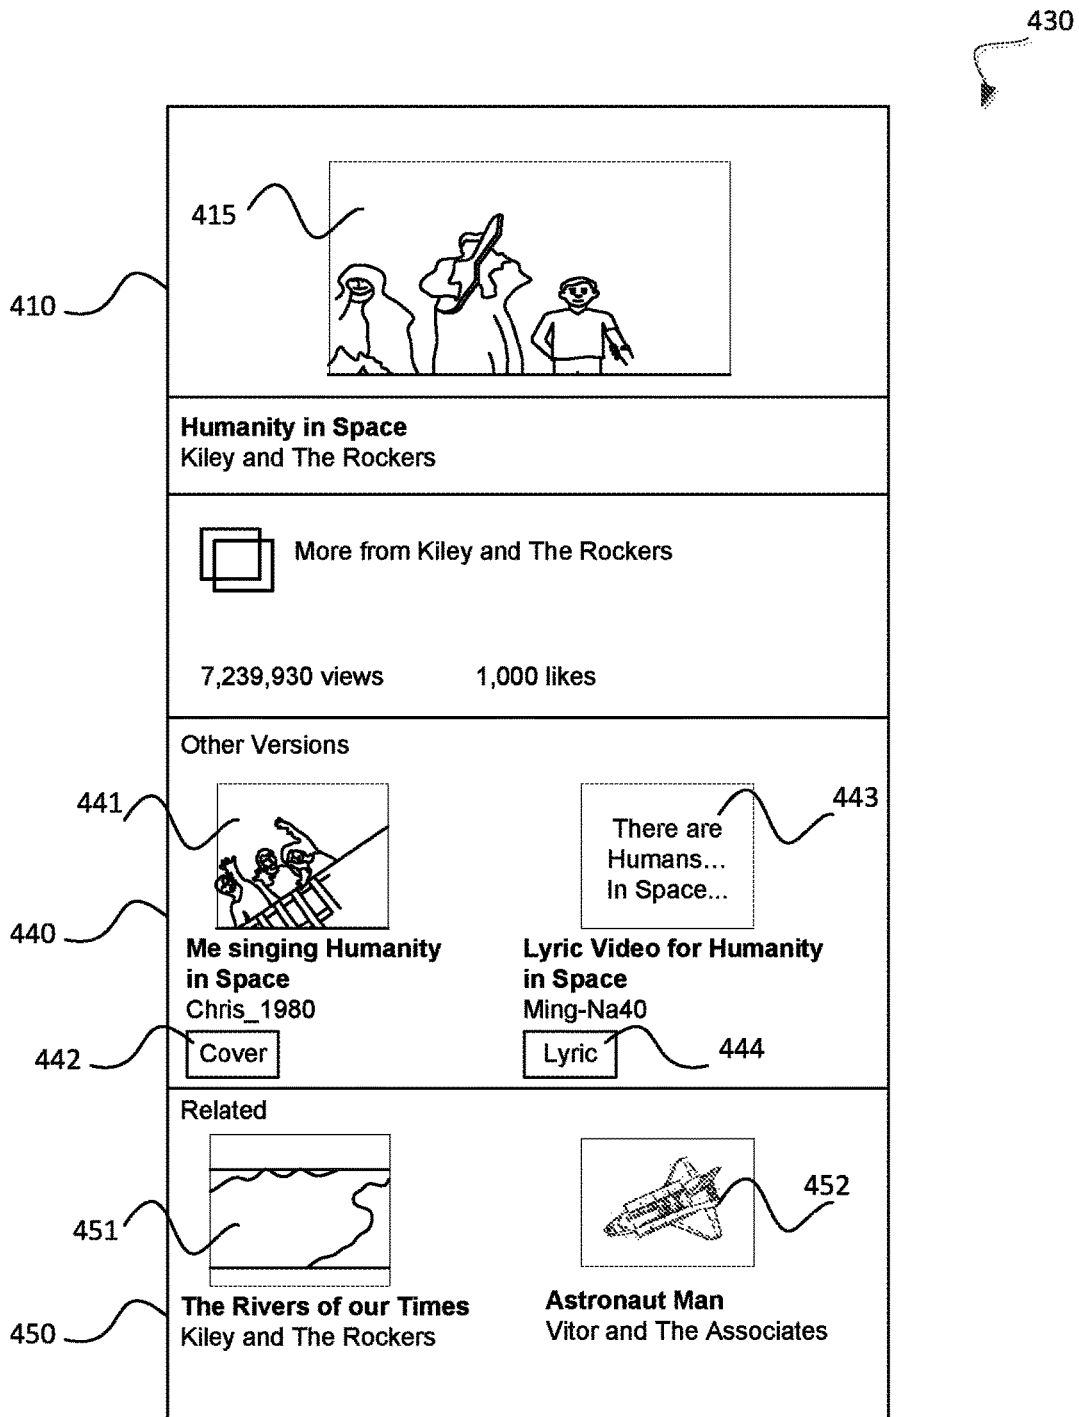 430
415
410
Humanity in Space
Kiley and The Rockers
More from Kiley and The Rockers
7,239,930 views 1,000 likes
Other Versions
441
443
There are
Humans...
In Space...
440
Me singing Humanity
in Space
Chris_1980
Lyric Video for Humanity
in Space
Ming-Na40
442
Cover
Lyric
444
Related
451
452
450
The Rivers of our Times
Kiley and The Rockers
Astronaut Man
Vitor and The Associates